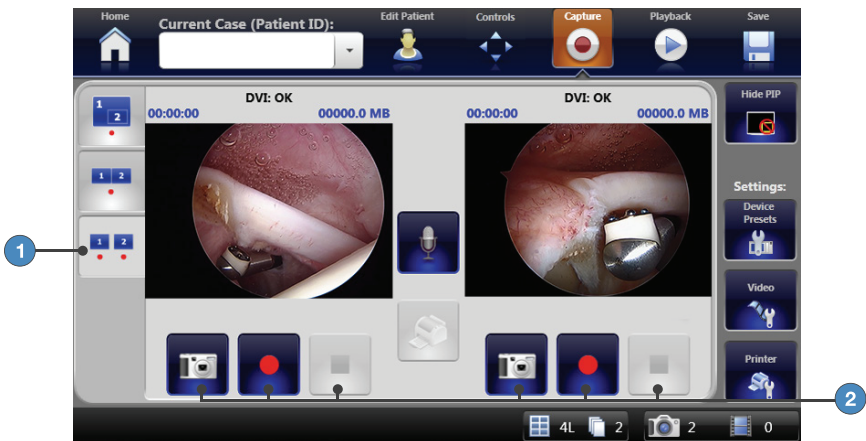 Home
Current Case (Patient ID):
Edit Patient
Controls
Capture
Playback
Save
1
2
DVI: OK
00:00:00
00000.0 MB
DVI: OK
00:00:00
00000.0 MB
Hide PIP
1 2
Settings:
Device
Presets
1
1 2
Video
Printer
2
4L
2
2
0